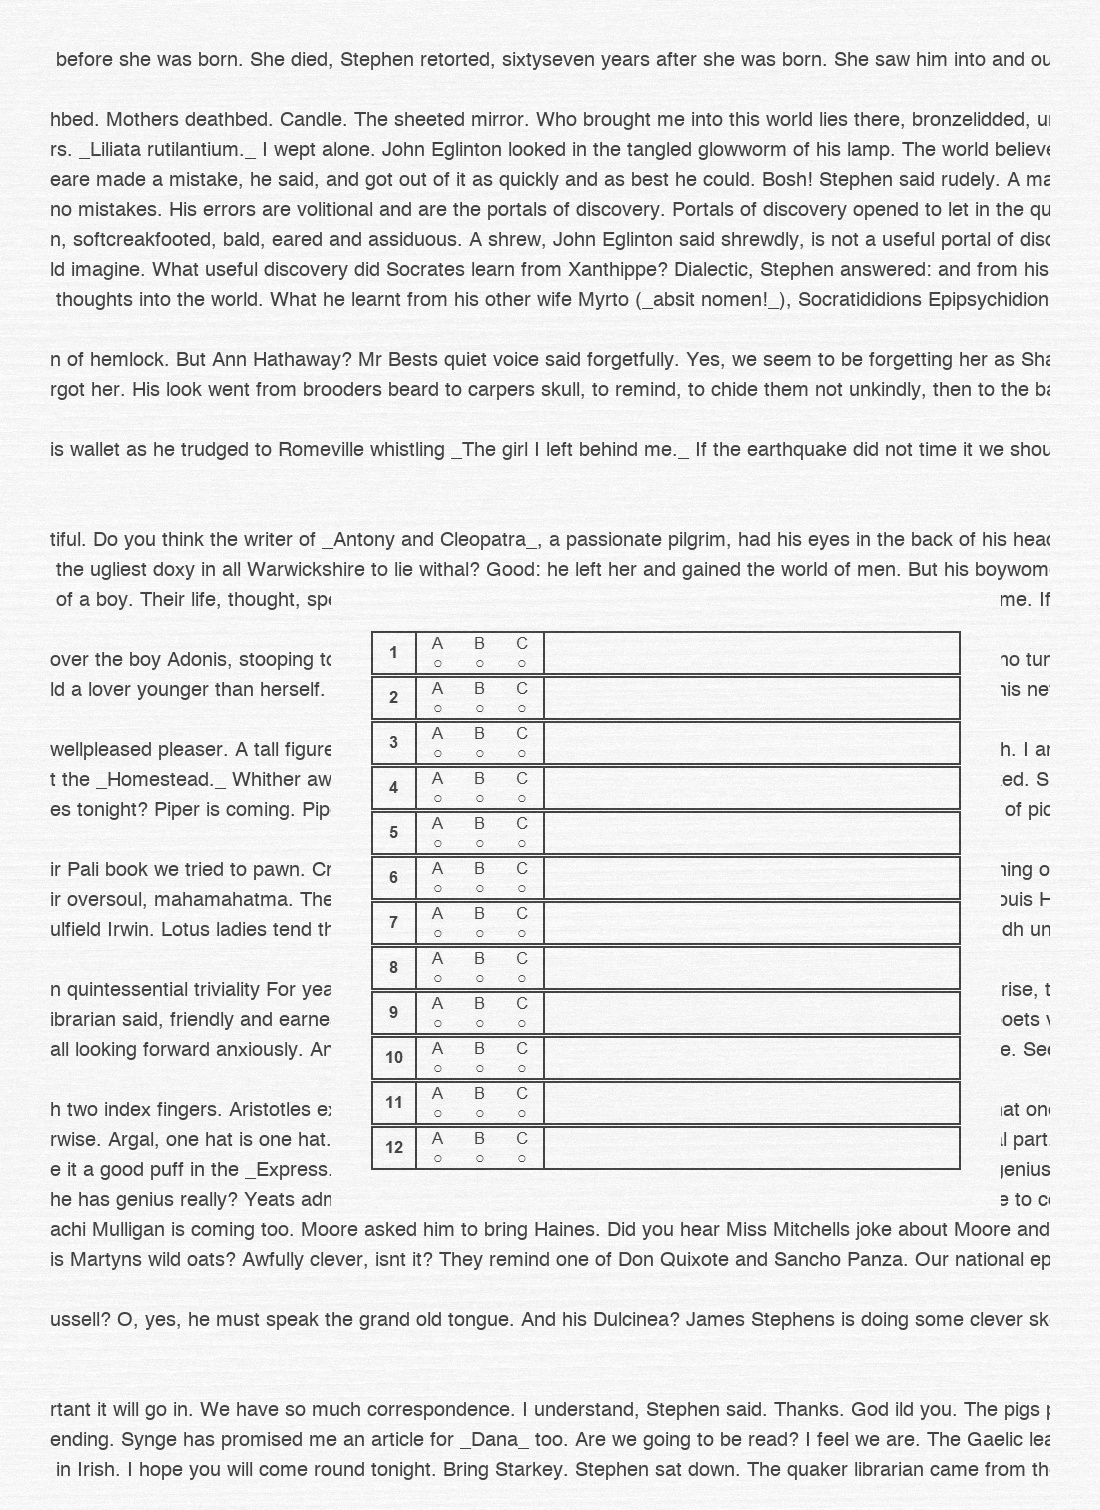 before she was born. She died, Stephen retorted, sixtyseven years after she was born. She saw him into and
hbed. Mothers deathbed. Candle. The sheeted mirror. Who brought me into this world lies there, bronzelidded,
rs. _Liliata rutilantium._ I wept alone. John Eglinton looked in the tangled glowworm of his lamp. The world believe
eare made a mistake, he said, and got out of it as quickly and as best he could. Bosh! Stephen said rudely. A ma
no mistakes. His errors are volitional and are the portals of discovery. Portals of discovery opened to let in the qu
n, softcreakfooted, bald, eared and assiduous. A shrew, John Eglinton said shrewdly, is not a useful portal of disc
ld imagine. What useful discovery did Socrates learn from Xanthippe? Dialectic, Stephen answered: and from his
thoughts into the world. What he learnt from his other wife Myrto (_absit nomen!_), Socratididions Epipsychidion
n of hemlock. But Ann Hathaway? Mr Bests quiet voice said forgetfully. Yes, we seem to be forgetting her as Sha
rgot her. His look went from brooders beard to carpers skull, to remind, to chide them not unkindly, then to the ba
is wallet as he trudged to Romeville whistling _The girl I left behind me._ If the earthquake did not time it we shou
tiful. Do you think the writer of _Antony and Cleopatra_, a passionate pilgrim, had his eyes in the back of his head
the ugliest doxy in all Warwickshire to lie withal? Good: he left her and gained the world of men. But his boywom
of a boy. Their life, thought, spe me. If
1 A B C
over the boy Adonis, stooping to no tur
2 A B C
ld a lover younger than herself. his ne
3 A B C
wellpleased pleaser. A tall figure h. I a
4 A B C
t the _Homestead._ Whither aw ed. S
es tonight? Piper is coming. Pip of pic
5 A B C
ir Pali book we tried to pawn. Cr ning o
6 A B C
ir oversoul, mahamahatma. The ouis H
7 A B C
ulfield Irwin. Lotus ladies tend th dh un
8 A B C
n quintessential triviality For yea rise, t
9 A B C
ibrarian said, friendly and earne oets v
all looking forward anxiously. An e. See
10 A B C
h two index fingers. Aristotles ex at one
11 A B C
rwise. Argal, one hat is one hat. l part.
12 A B C
e it a good puff in the _Express. genius
he has genius really? Yeats adm e to co
achi Mulligan is coming too. Moore asked him to bring Haines. Did you hear Miss Mitchells joke about Moore and
is Martyns wild oats? Awfully clever, isnt it? They remind one of Don Quixote and Sancho Panza. Our national ep
ussell? O, yes, he must speak the grand old tongue. And his Dulcinea? James Stephens is doing some clever sk
rtant it will go in. We have so much correspondence. I understand, Stephen said. Thanks. God ild you. The pigs
ending. Synge has promised me an article for _Dana_ too. Are we going to be read? I feel we are. The Gaelic lea
in Irish. I hope you will come round tonight. Bring Starkey. Stephen sat down. The quaker librarian came from th